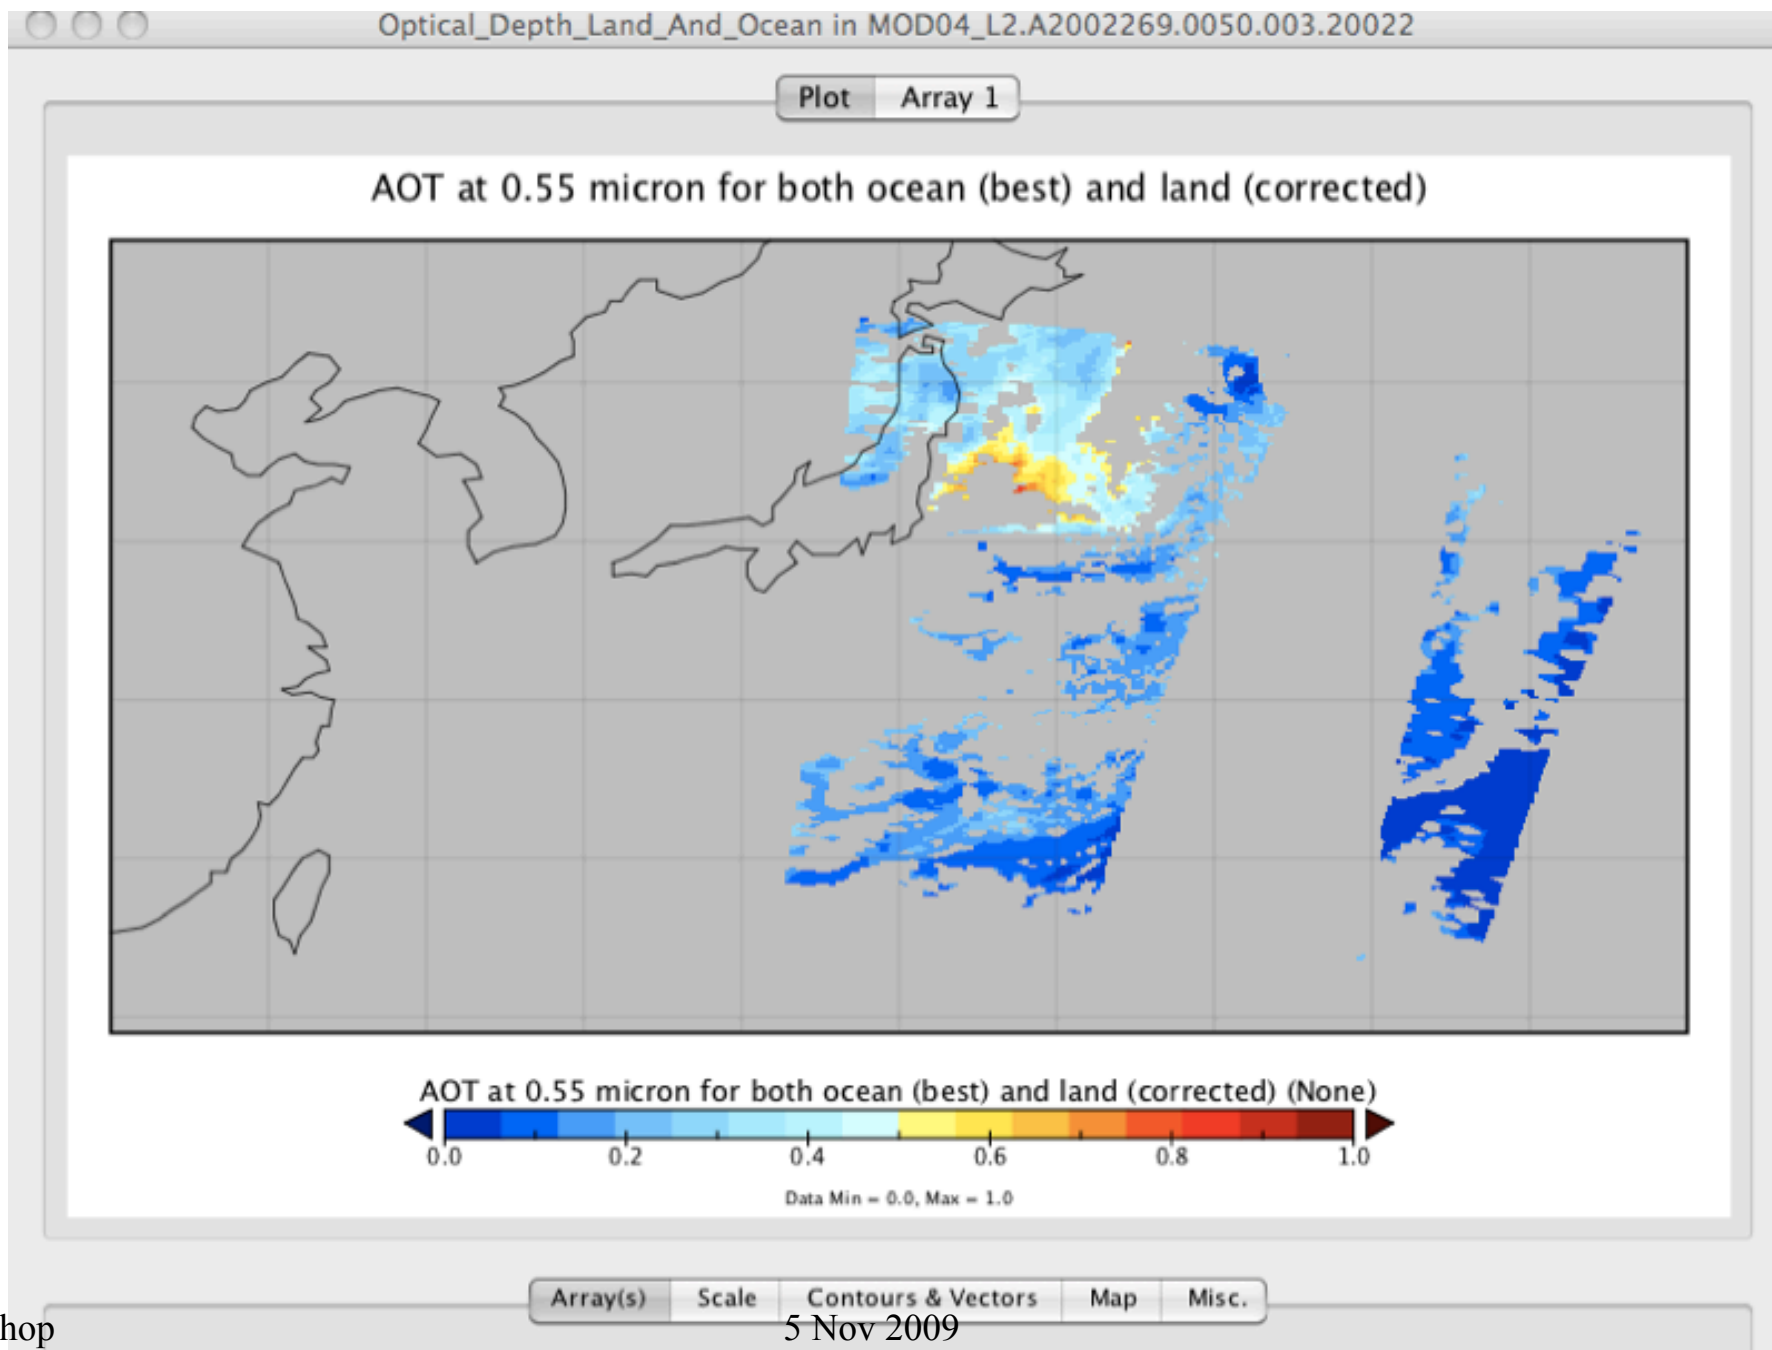 Optical_Depth_Land_And_Ocean in MOD04_L2.A2002269.0050.003.20022
Plot Array 1
AOT at 0.55 micron for both ocean (best) and land (corrected)
AOT at 0.55 micron for both ocean (best) and land (corrected) (None)
0.0 0.2 0.4 0.6 0.8 1.0
Data Min = 0.0, Max = 1.0
Array(s) Scale Contours & Vectors Map Misc.
hop 5 Nov 2009